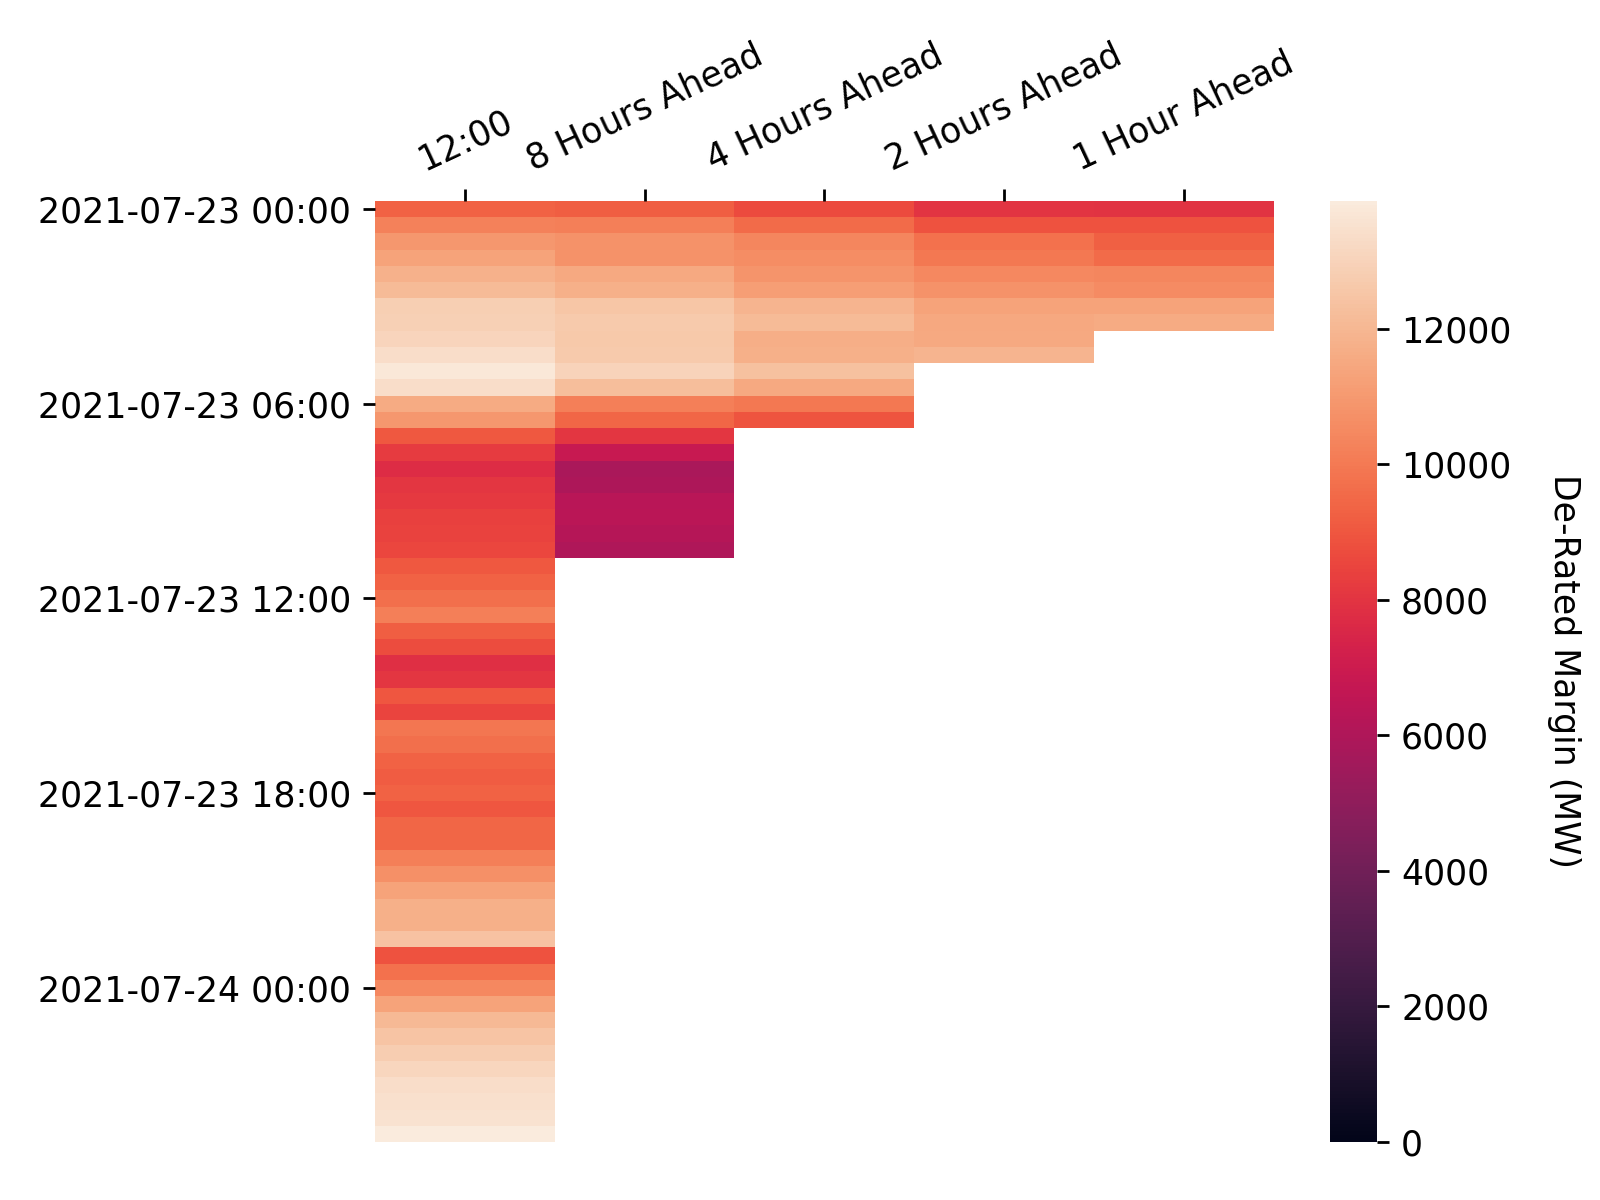 12:00
8 Hours Ahead
4 Hours Ahead
2 Hours Ahead
1 Hour Ahead
2021-07-23 00:00
2021-07-23 06:00
2021-07-23 12:00
2021-07-23 18:00
2021-07-24 00:00
12000
10000
8000
6000
4000
2000
0
De-Rated Margin (MW)